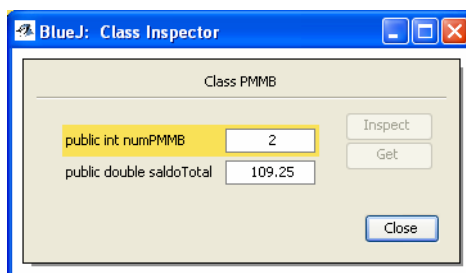 BlueJ: Class Inspector
Class PMMB
public int numPMMB 2
Inspect
public double saldoTotal 109.25
Get
Close